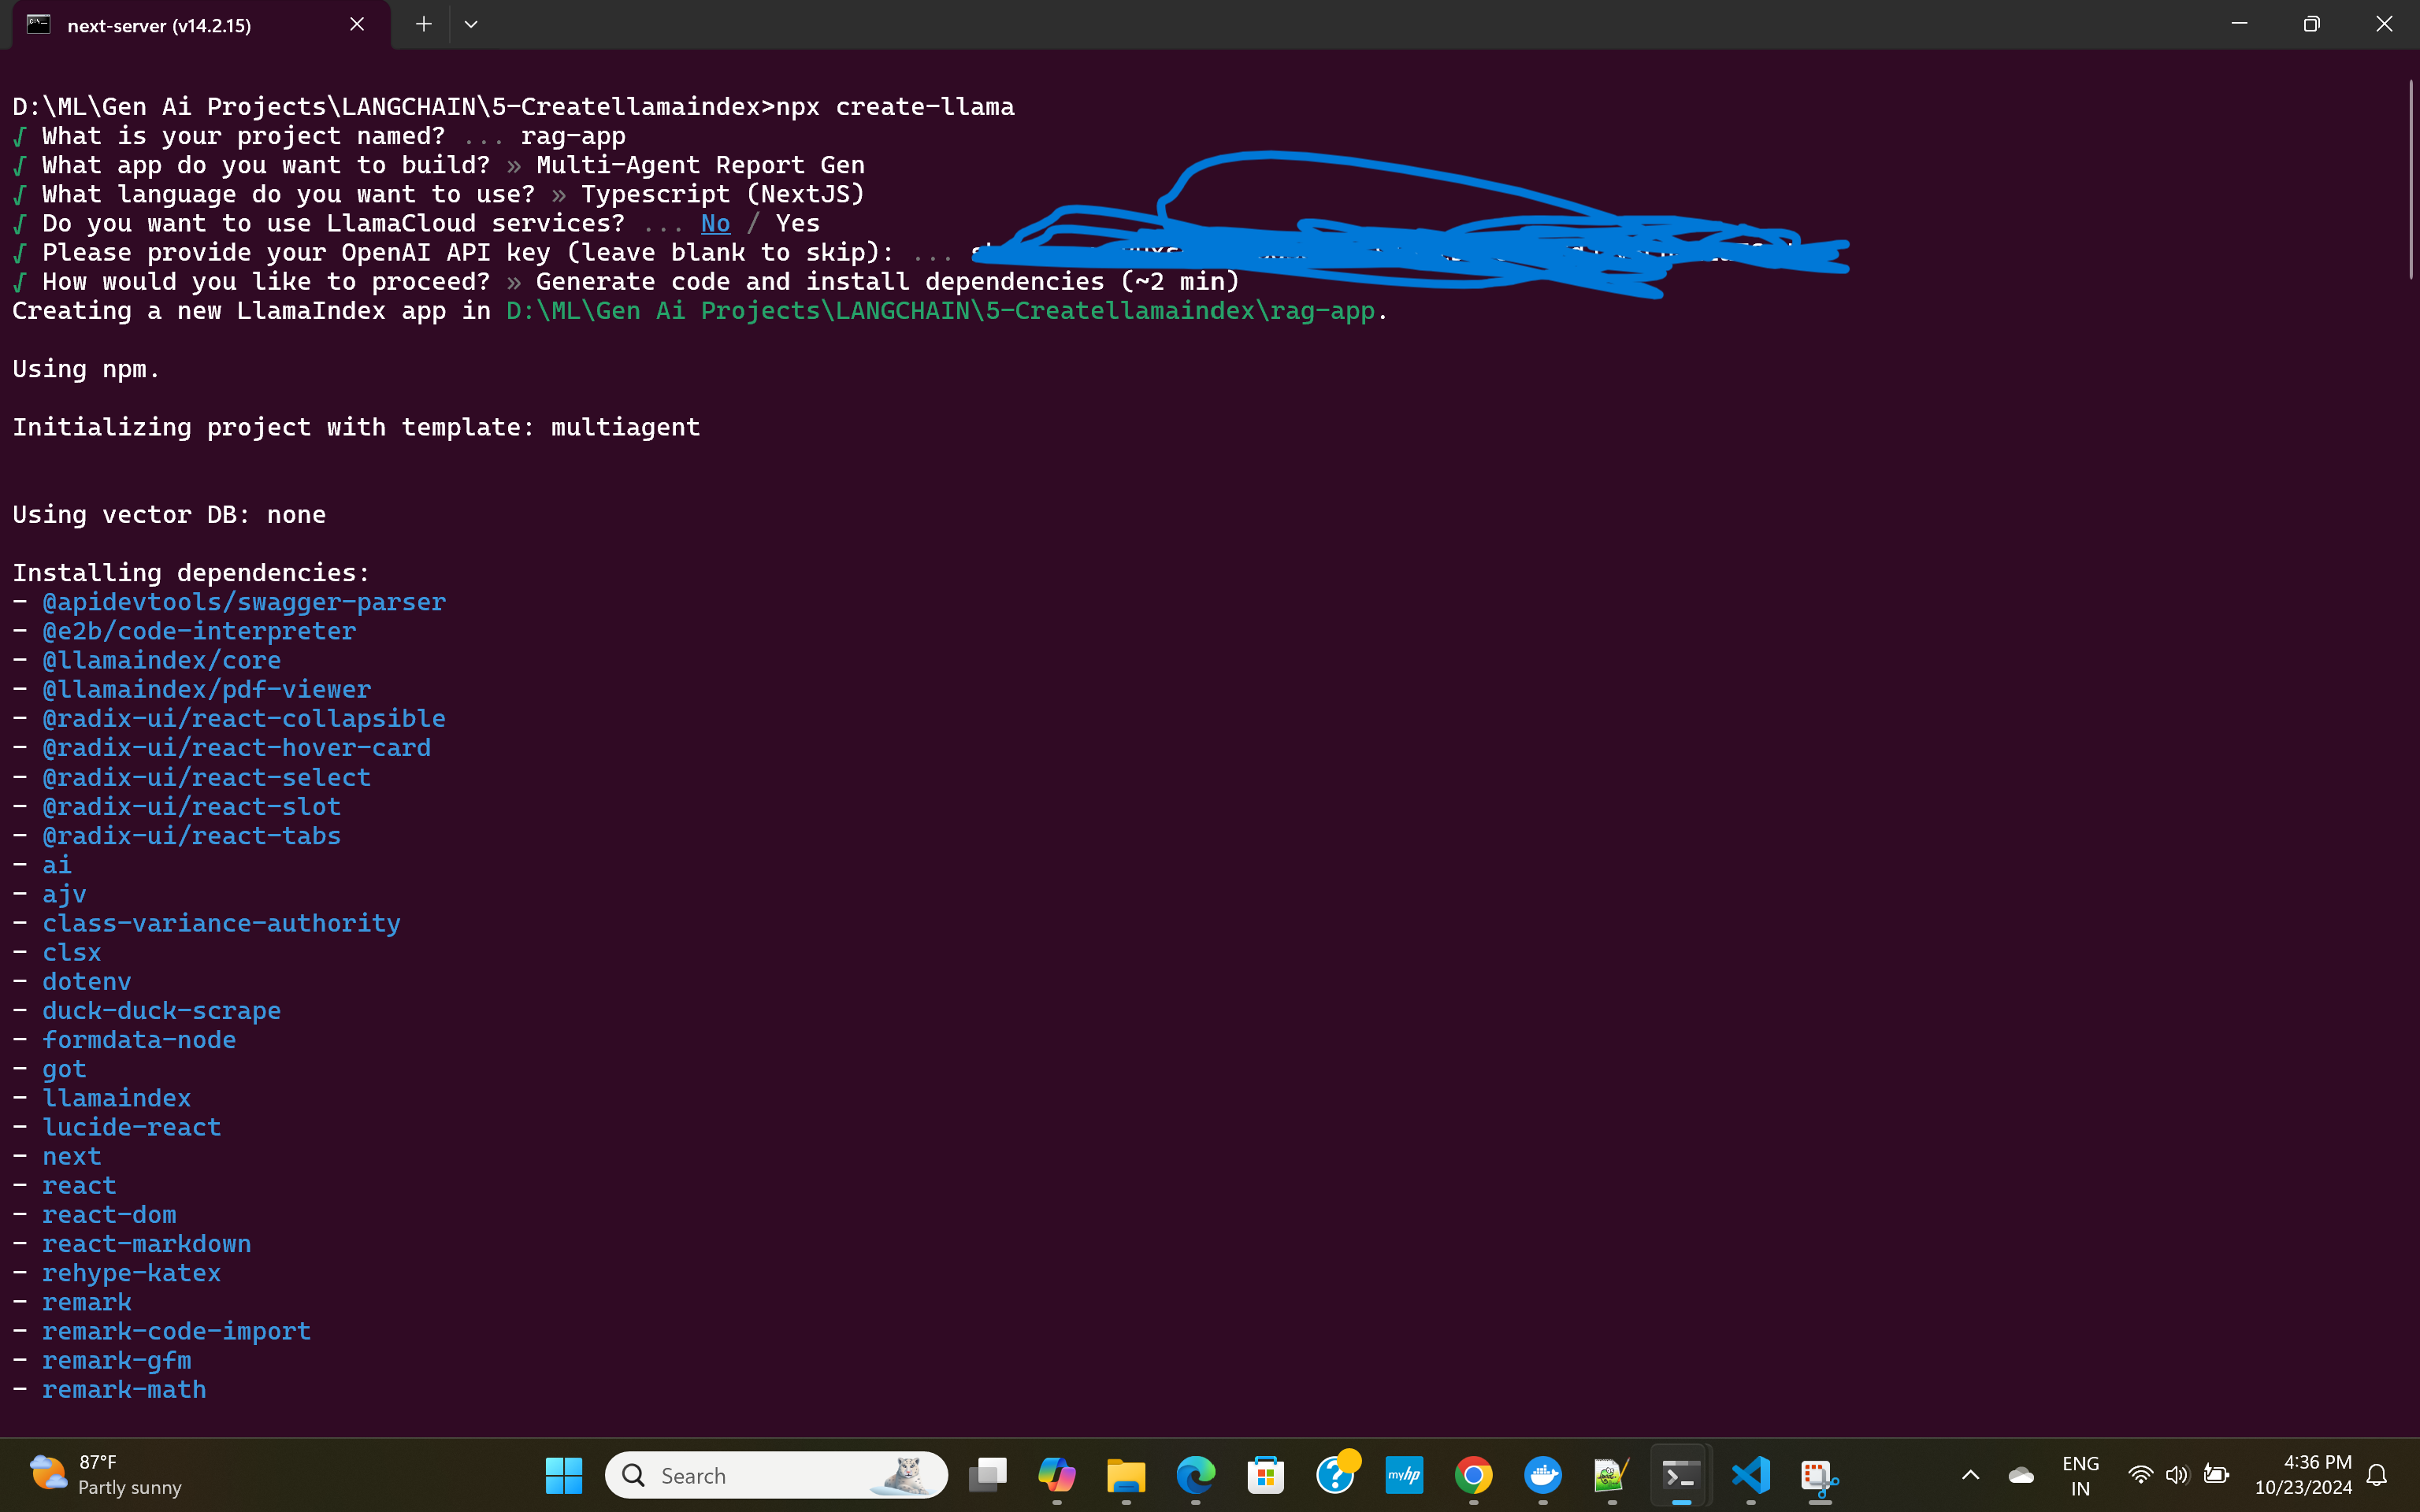 next-server (v14.2.15)
D:\ML\Gen Ai Projects\LANGCHAIN\5-Createllamaindex>npx create-llama
√ What is your project named? ... rag-app
√ What app do you want to build? » Multi-Agent Report Gen
√ What language do you want to use? » Typescript (NextJS)
√ Do you want to use LlamaCloud services? ... No / Yes
√ Please provide your OpenAI API key (leave blank to skip): ...
√ How would you like to proceed? » Generate code and install dependencies (~2 min)
Creating a new LlamaIndex app in D:\ML\Gen Ai Projects\LANGCHAIN\5-Createllamaindex\rag-app.
Using npm.
Initializing project with template: multiagent
Using vector DB: none
Installing dependencies:
- @apidevtools/swagger-parser
- @e2b/code-interpreter
- @llamaindex/core
- @llamaindex/pdf-viewer
- @radix-ui/react-collapsible
- @radix-ui/react-hover-card
- @radix-ui/react-select
- @radix-ui/react-slot
- @radix-ui/react-tabs
- ai
- ajv
- class-variance-authority
- clsx
- dotenv
- duck-duck-scrape
- formdata-node
- got
- llamaindex
- lucide-react
- next
- react
- react-dom
- react-markdown
- rehype-katex
- remark
- remark-code-import
- remark-gfm
- remark-math
87°F
Partly sunny
Search
myhp
ENG
IN
4:36 PM
10/23/2024